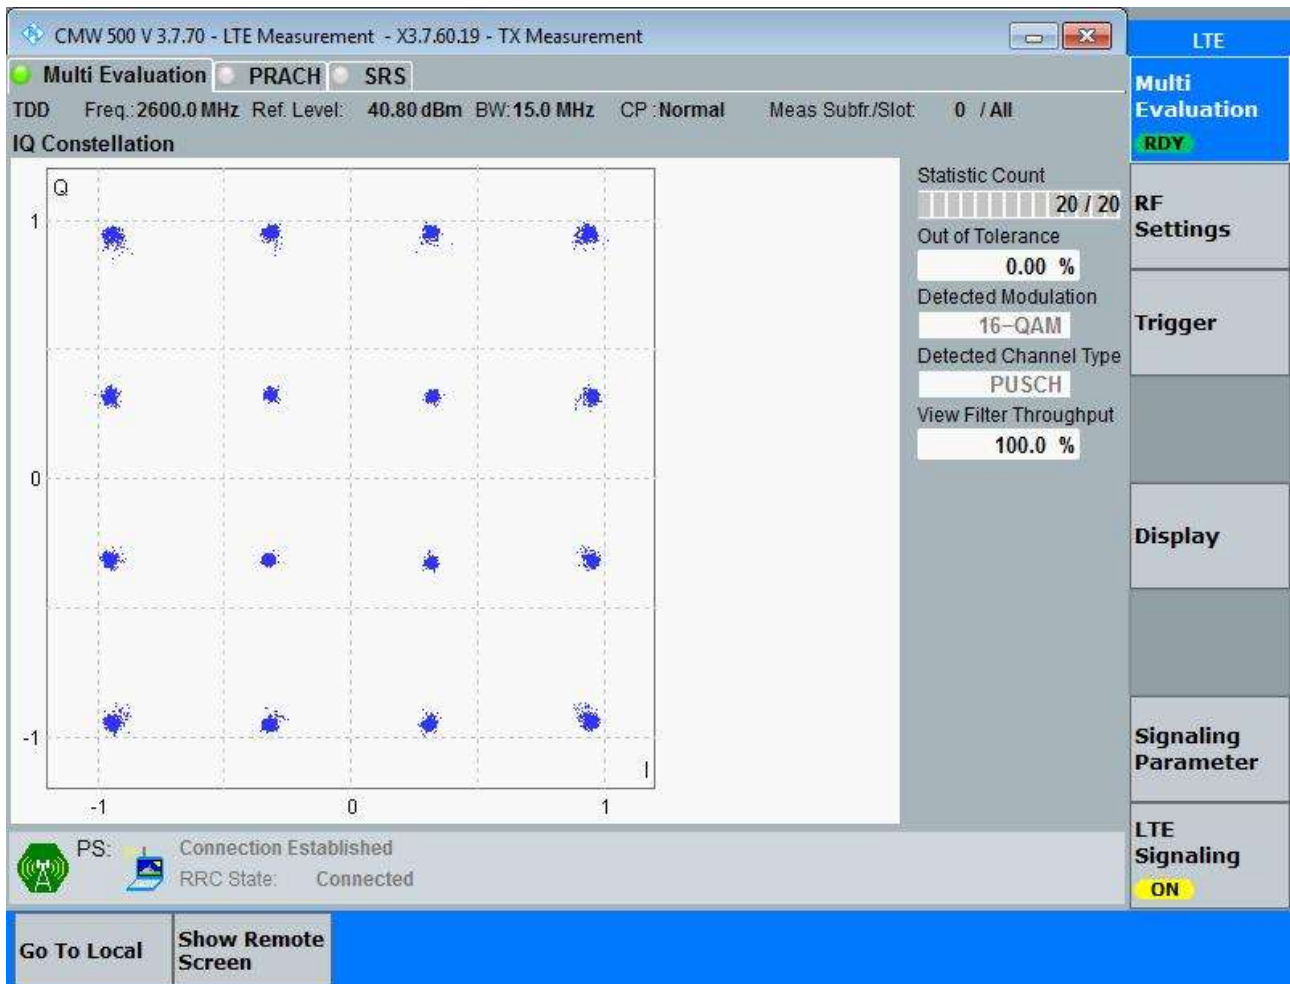 CMW 500 V 3.7.70 - LTE Measurement - X3.7.60.19 - TX Measurement
LTE
Multi Evaluation PRACH SRS
TDD Freq.: 2600.0 MHz Ref. Level: 40.80 dBm BW: 15.0 MHz CP : Normal Meas Subfr./Slot: 0 / All
IQ Constellation
Q
1
0
-1
I
-1 0 1
Statistic Count
20 / 20
Out of Tolerance
0.00 %
Detected Modulation
16-QAM
Detected Channel Type
PUSCH
View Filter Throughput
100.0 %
Multi
Evaluation
RDY
RF
Settings
Trigger
Display
Signaling
Parameter
LTE
Signaling
ON
PS: Connection Established
RRC State: Connected
Go To Local
Show Remote
Screen